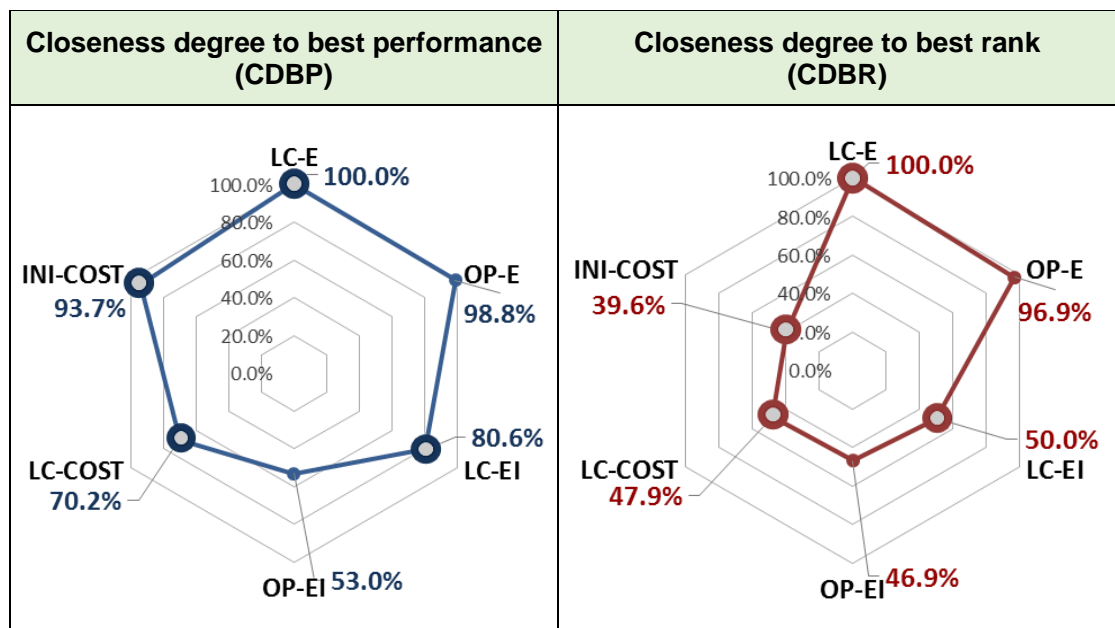 Closeness degree to best performance
(CDBP)
Closeness degree to best rank
(CDBR)
LC-E
100.0%
100.0%
80.0%
60.0%
40.0%
20.0%
0.0%
INI-COST
93.7%
OP-E
98.8%
80.6%
LC-EI
LC-COST
70.2%
53.0%
OP-EI
LC-E
100.0%
100.0%
80.0%
60.0%
40.0%
0.0%
INI-COST
39.6%
OP-E
96.9%
50.0%
LC-EI
LC-COST
47.9%
46.9%
OP-EI